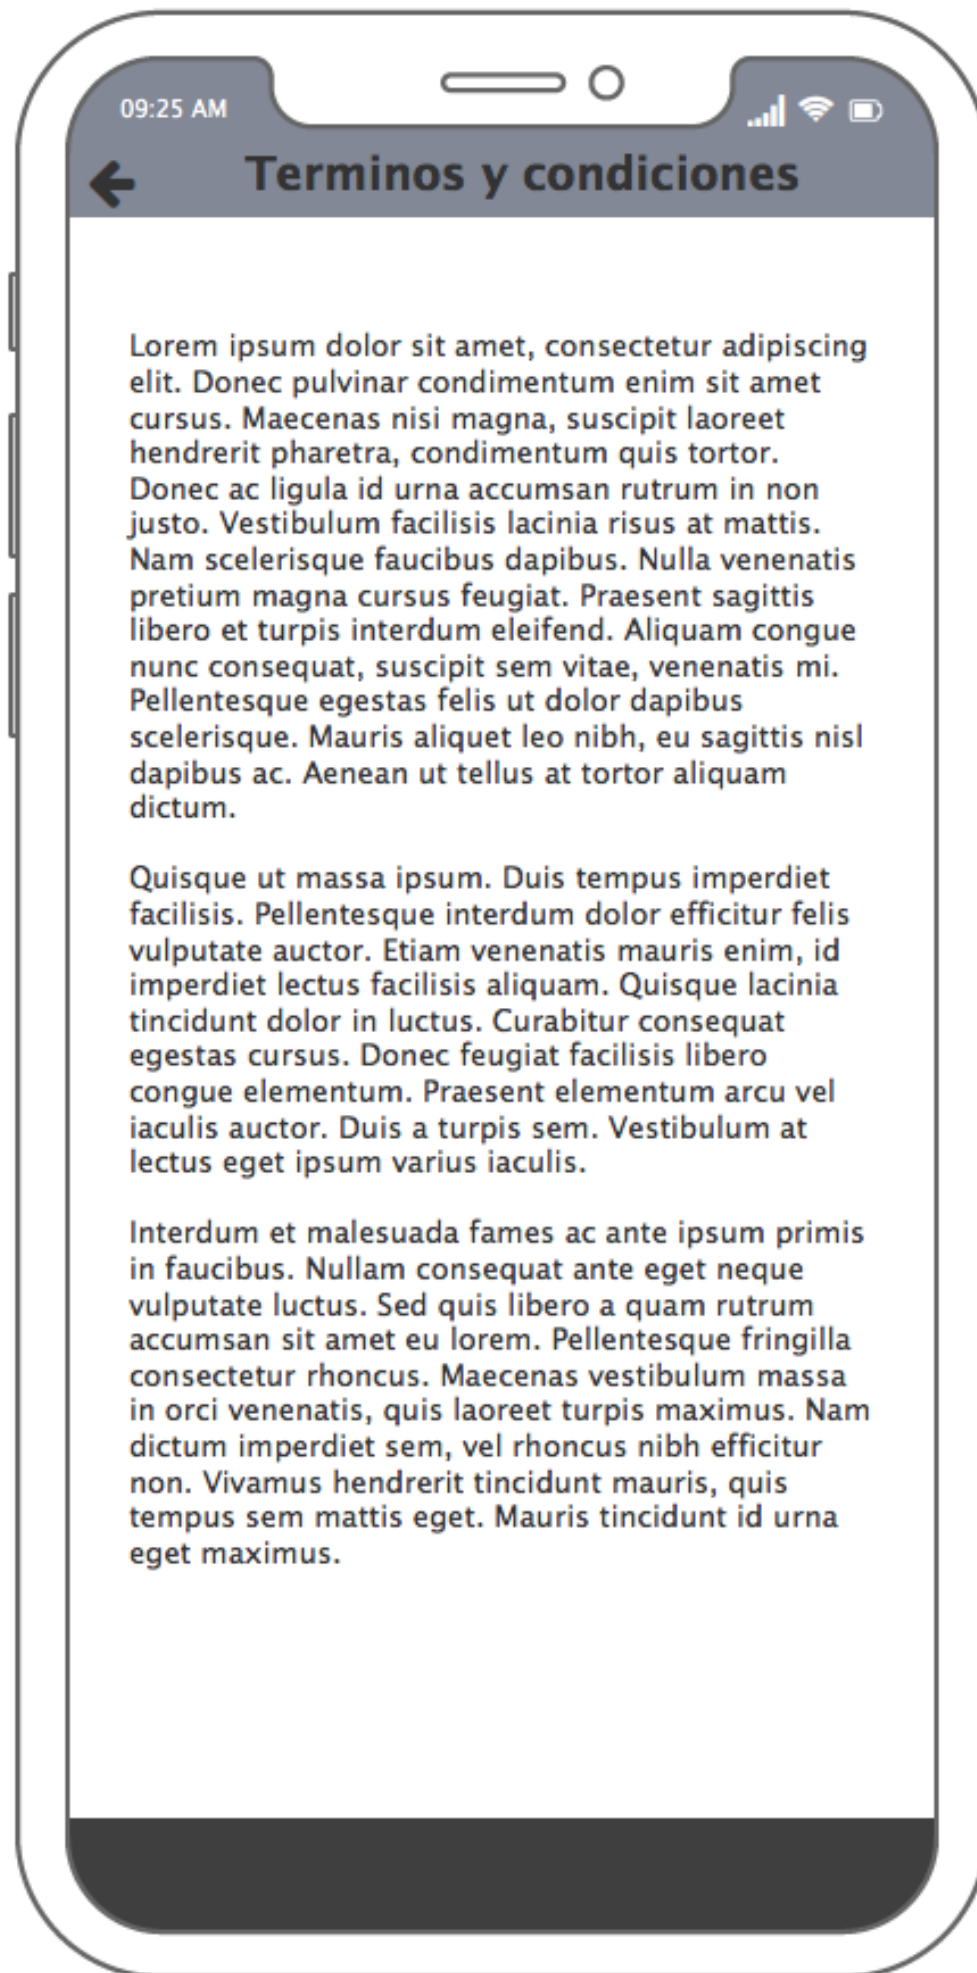 09:25 AM
Terminos y condiciones
Lorem ipsum dolor sit amet, consectetur adipiscing
elit. Donec pulvinar condimentum enim sit amet
cursus. Maecenas nisi magna, suscipit laoreet
hendrerit pharetra, condimentum quis tortor.
Donec ac ligula id urna accumsan rutrum in non
justo. Vestibulum facilisis lacinia risus at mattis.
Nam scelerisque faucibus dapibus. Nulla venenatis
pretium magna cursus feugiat. Praesent sagittis
libero et turpis interdum eleifend. Aliquam congue
nunc consequat, suscipit sem vitae, venenatis mi.
Pellentesque egestas felis ut dolor dapibus
scelerisque. Mauris aliquet leo nibh, eu sagittis nisl
dapibus ac. Aenean ut tellus at tortor aliquam
dictum.
Quisque ut massa ipsum. Duis tempus imperdiet
facilisis. Pellentesque interdum dolor efficitur felis
vulputate auctor. Etiam venenatis mauris enim, id
imperdiet lectus facilisis aliquam. Quisque lacinia
tincidunt dolor in luctus. Curabitur consequat
egestas cursus. Donec feugiat facilisis libero
congue elementum. Praesent elementum arcu vel
iaculis auctor. Duis a turpis sem. Vestibulum at
lectus eget ipsum varius iaculis.
Interdum et malesuada fames ac ante ipsum primis
in faucibus. Nullam consequat ante eget neque
vulputate luctus. Sed quis libero a quam rutrum
accumsan sit amet eu lorem. Pellentesque fringilla
consectetur rhoncus. Maecenas vestibulum massa
in orci venenatis, quis laoreet turpis maximus. Nam
dictum imperdiet sem, vel rhoncus nibh efficitur
non. Vivamus hendrerit tincidunt mauris, quis
tempus sem mattis eget. Mauris tincidunt id urna
eget maximus.